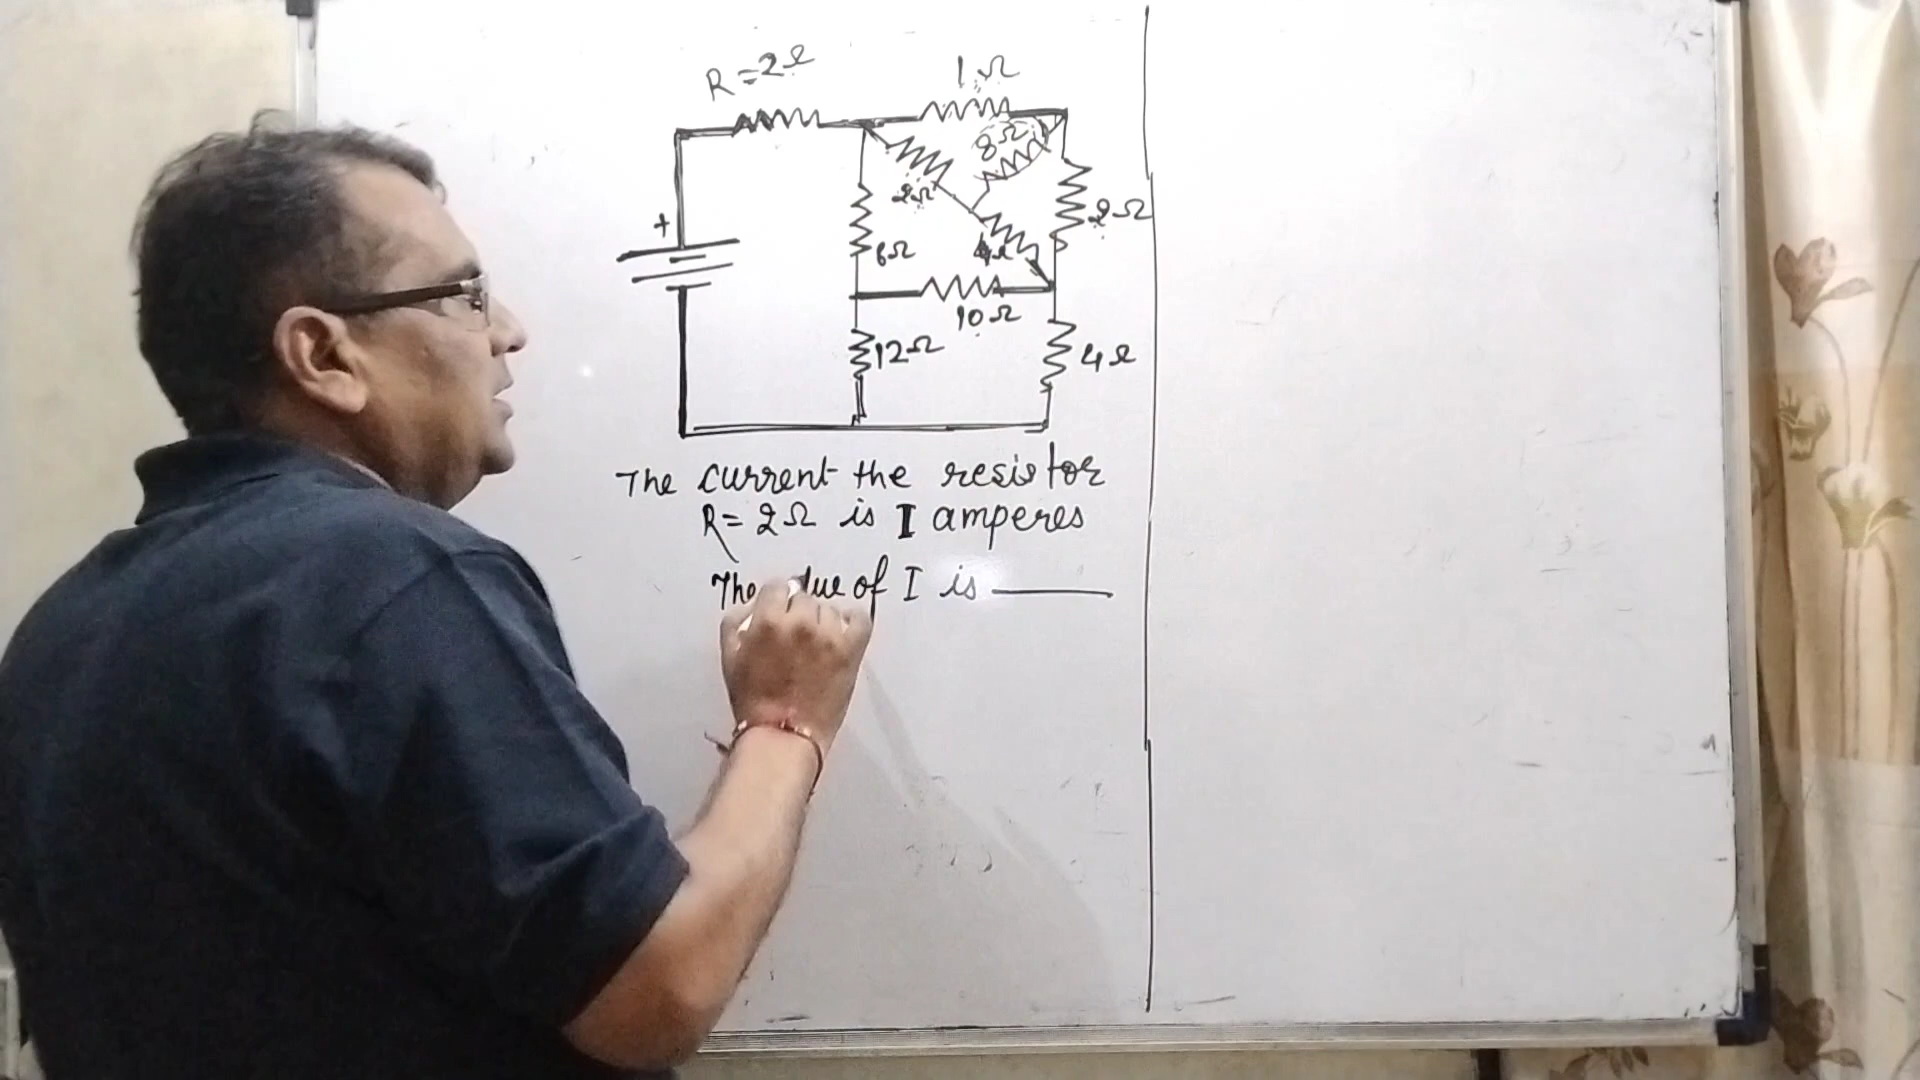 R=2Ω
1Ω
8Ω
2Ω
2Ω
+
6Ω
4Ω
10Ω
12Ω
4Ω
The current the resistor
R= 2Ω is I amperes
The of I is